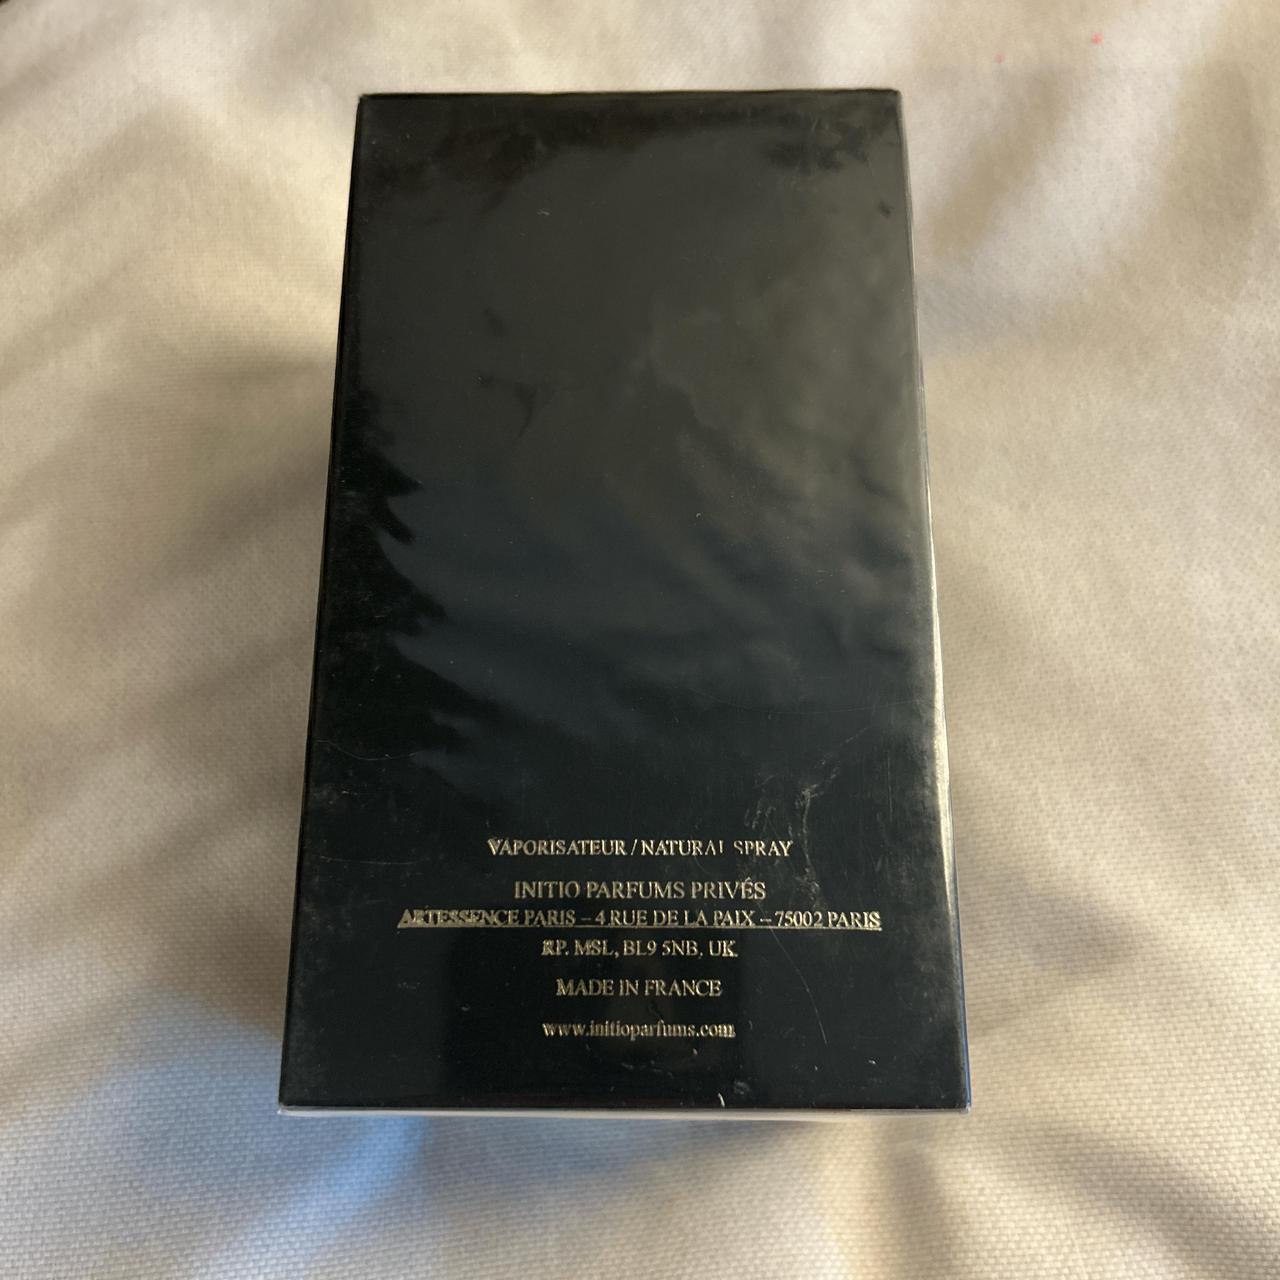 VAPORISATEUR / NATURAL SPRAY
INITIO PARFUMS PRIVÉS
ARTESSENCE PARIS – 4 RUE DE LA PAIX – 75002 PARIS
RP. MSL, BL9 5NB, UK.
MADE IN FRANCE
www.initioparfums.com